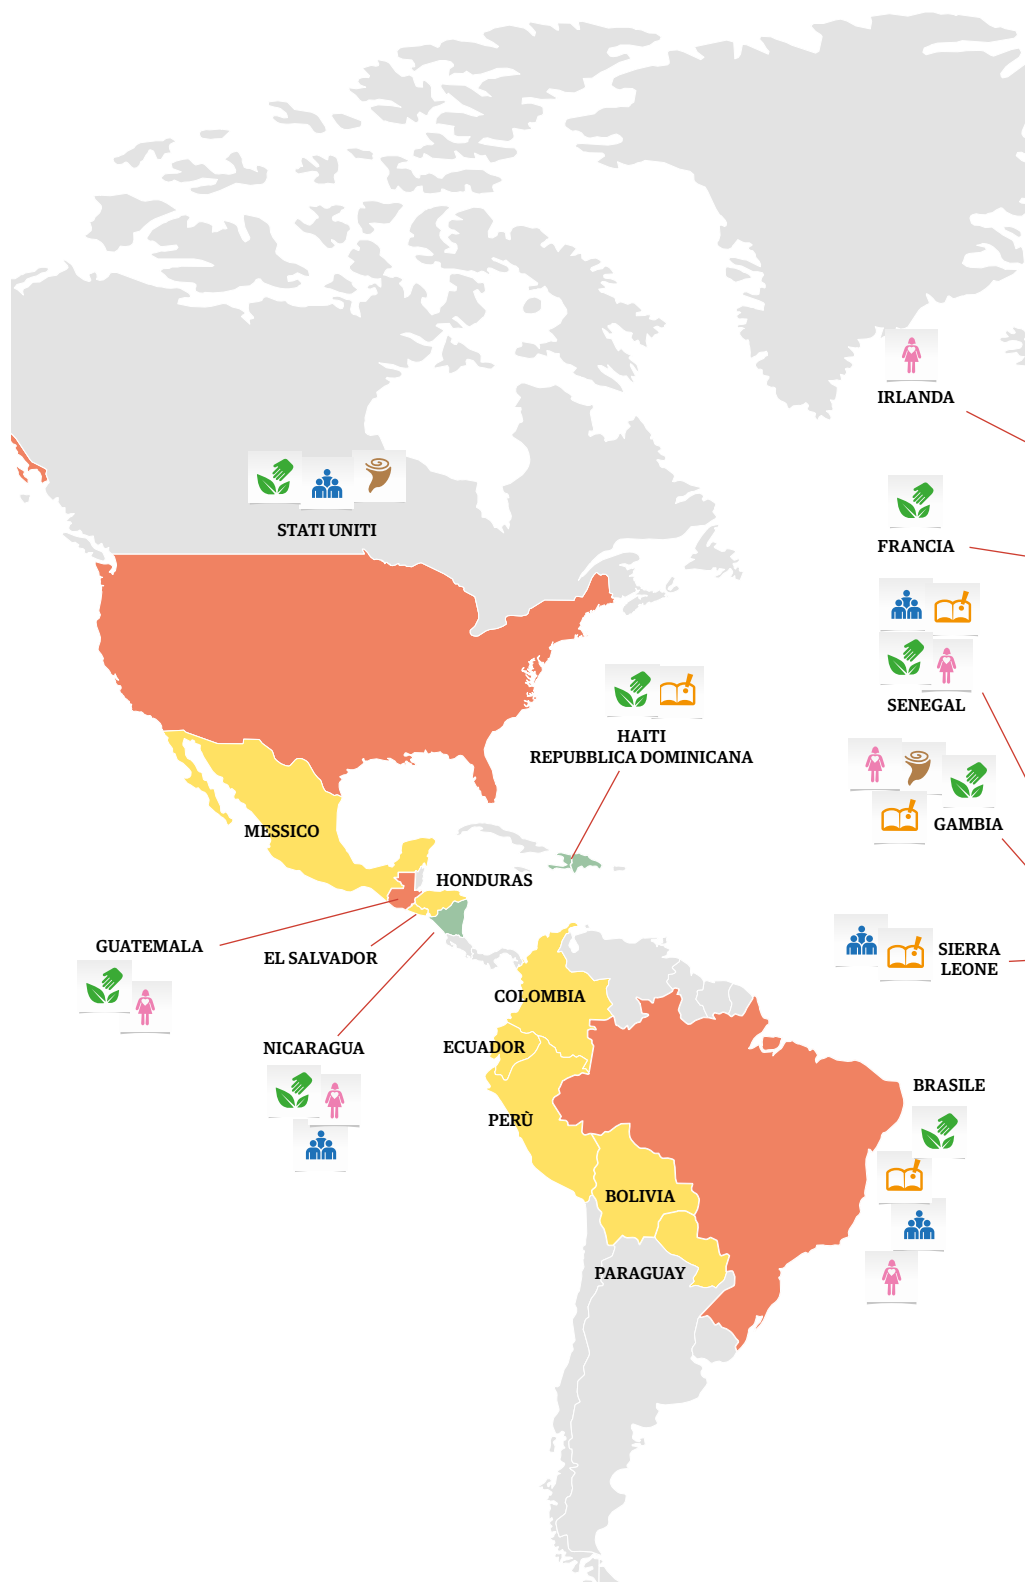 IRLANDA
STATI UNITI
FRANCIA
SENEGAL
HAITI
REPUBBLICA DOMINICANA
MESSICO
GAMBIA
HONDURAS
GUATEMALA
EL SALVADOR
SIERRA
LEONE
COLOMBIA
NICARAGUA
ECUADOR
BRASILE
PERÙ
BOLIVIA
PARAGUAY